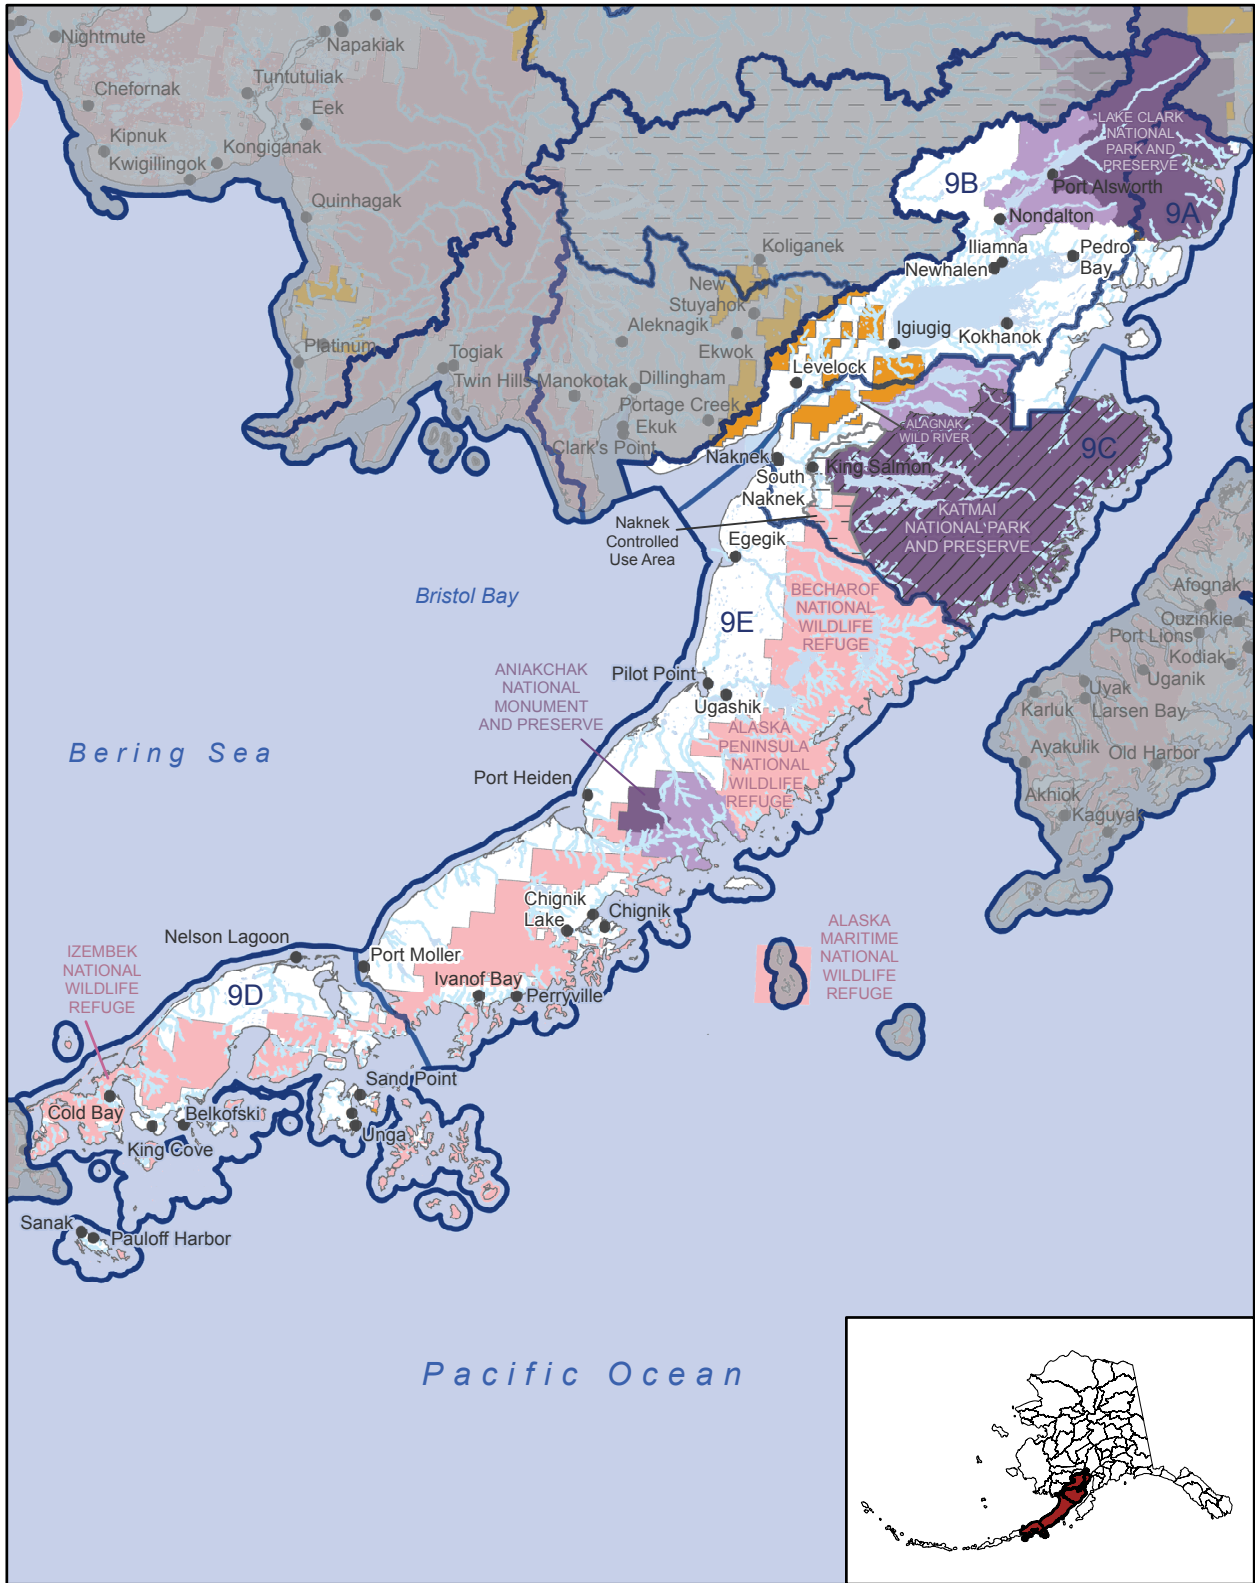 Nightmute
Napakiak
Tuntutuliak
Chefornak
Eek
Kipnuk
Kongiganak
Kwigillingok
Quinhagak
Platinum
Togiak
Twin Hills
Manokotak
Koliganek
New
Stuyahok
Aleknagik
Ekwok
Dillingham
Portage Creek
Ekuk
Clark's Point
LAKE CLARK
NATIONAL
PARK AND
PRESERVE
9B
Port Alsworth
9A
Nondalton
Iliamna
Newhalen
Pedro
Bay
Igiugig
Kokhanok
Levelock
ALAGNAK
WILD RIVER
9C
Naknek
King Salmon
South
Naknek
KATMAI
NATIONAL PARK
AND PRESERVE
Naknek
Controlled
Use Area
Egegik
Bristol Bay
BECHAROF
NATIONAL
WILDLIFE
REFUGE
9E
Afognak
Ouzinkie
Port Lions
Kodiak
Uganik
Uyak
Karluk
Larsen Bay
Ayakulik
Old Harbor
Akhiok
Kaguyak
ANIAKCHAK
NATIONAL
MONUMENT
AND PRESERVE
Pilot Point
Ugashik
ALASKA
PENINSULA
NATIONAL
WILDLIFE
REFUGE
Bering Sea
Port Heiden
Chignik
Lake
Chignik
ALASKA
MARITIME
NATIONAL
WILDLIFE
REFUGE
Nelson Lagoon
Port Moller
IZEMBEK
NATIONAL
WILDLIFE
REFUGE
Ivanof Bay
Perryville
9D
Sand Point
Cold Bay
Belkofski
King Cove
Unga
Sanak
Pauloff Harbor
Pacific Ocean